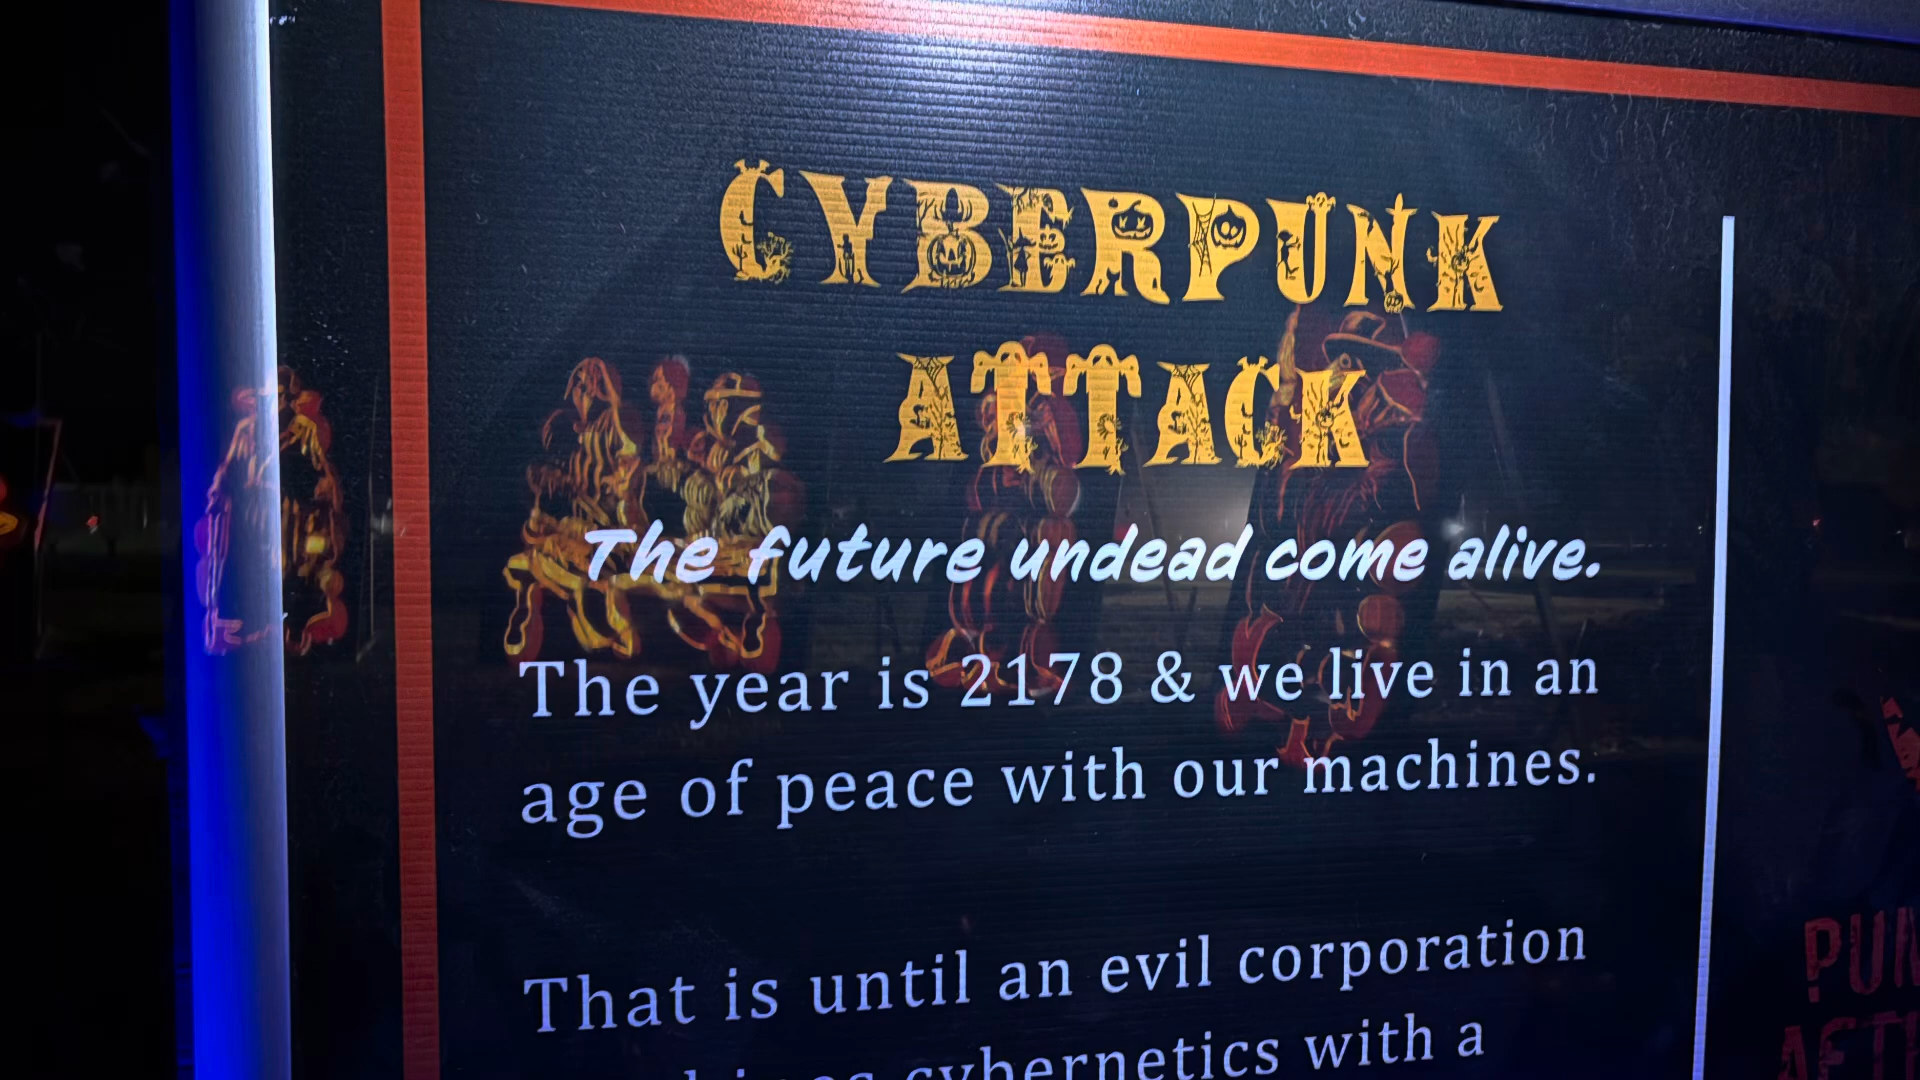 CYBERPUNK
ATTACK
The future undead come alive.
The year is 2178 & we live in an
age of peace with our machines.
That is until an evil corporation
cybernetics with a